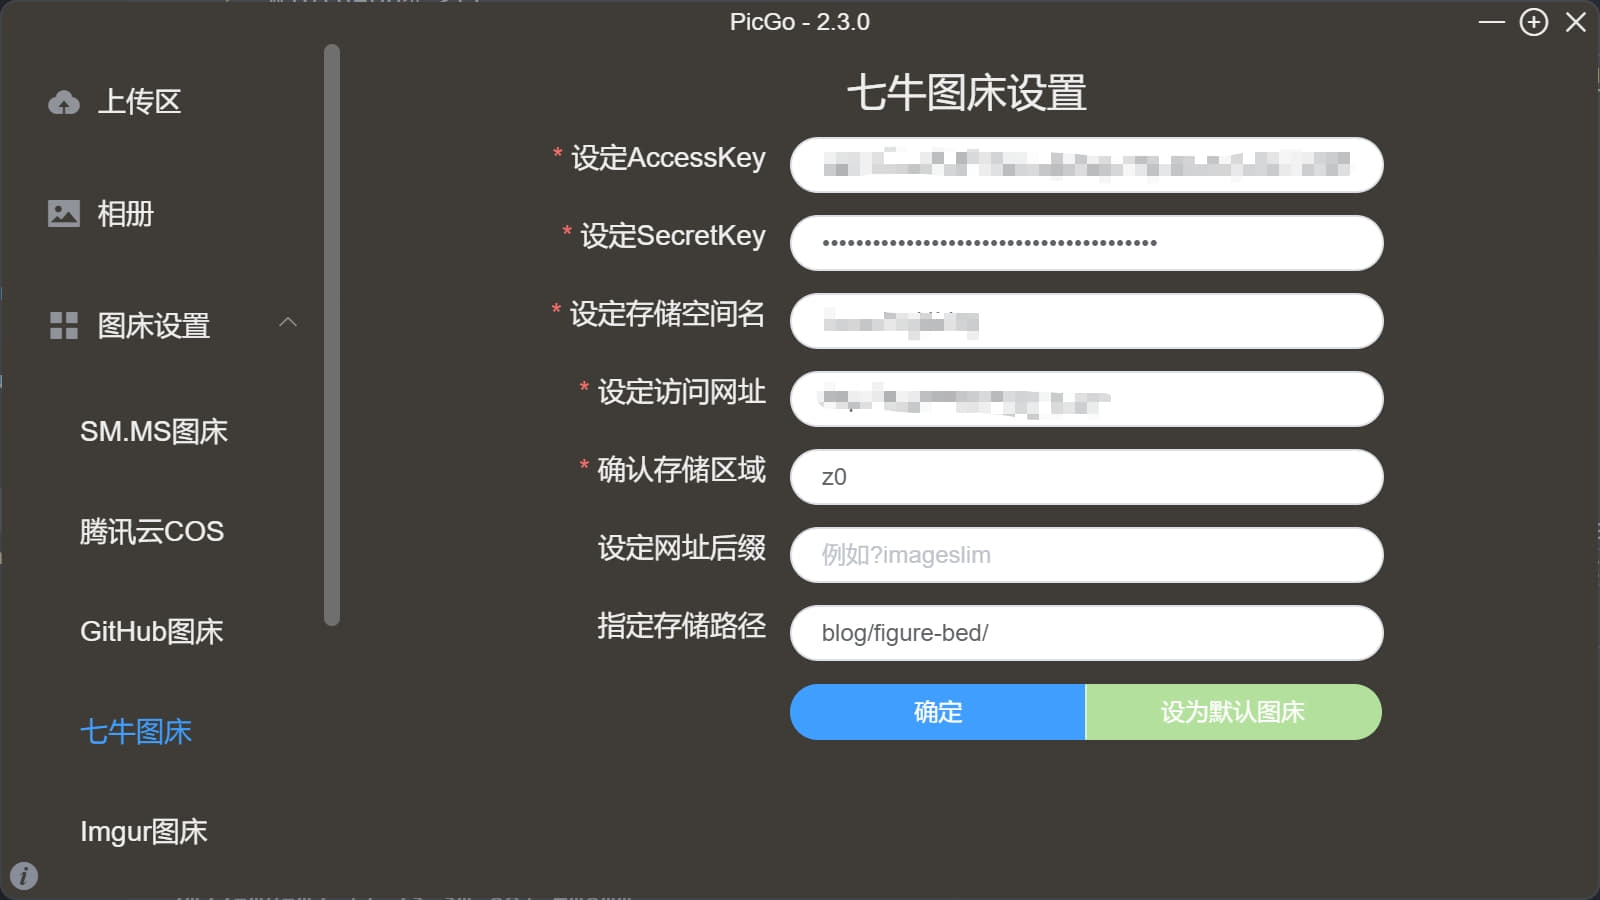 PicGo - 2.3.0
上传区
相册
图床设置
SM.MS图床
腾讯云COS
GitHub图床
七牛图床
Imgur图床
七牛图床设置
* 设定AccessKey
* 设定SecretKey
••••••••••••••••••••••••••••••••••••••••
* 设定存储空间名
* 设定访问网址
* 确认存储区域
z0
设定网址后缀
例如?imageslim
指定存储路径
blog/figure-bed/
确定
设为默认图床